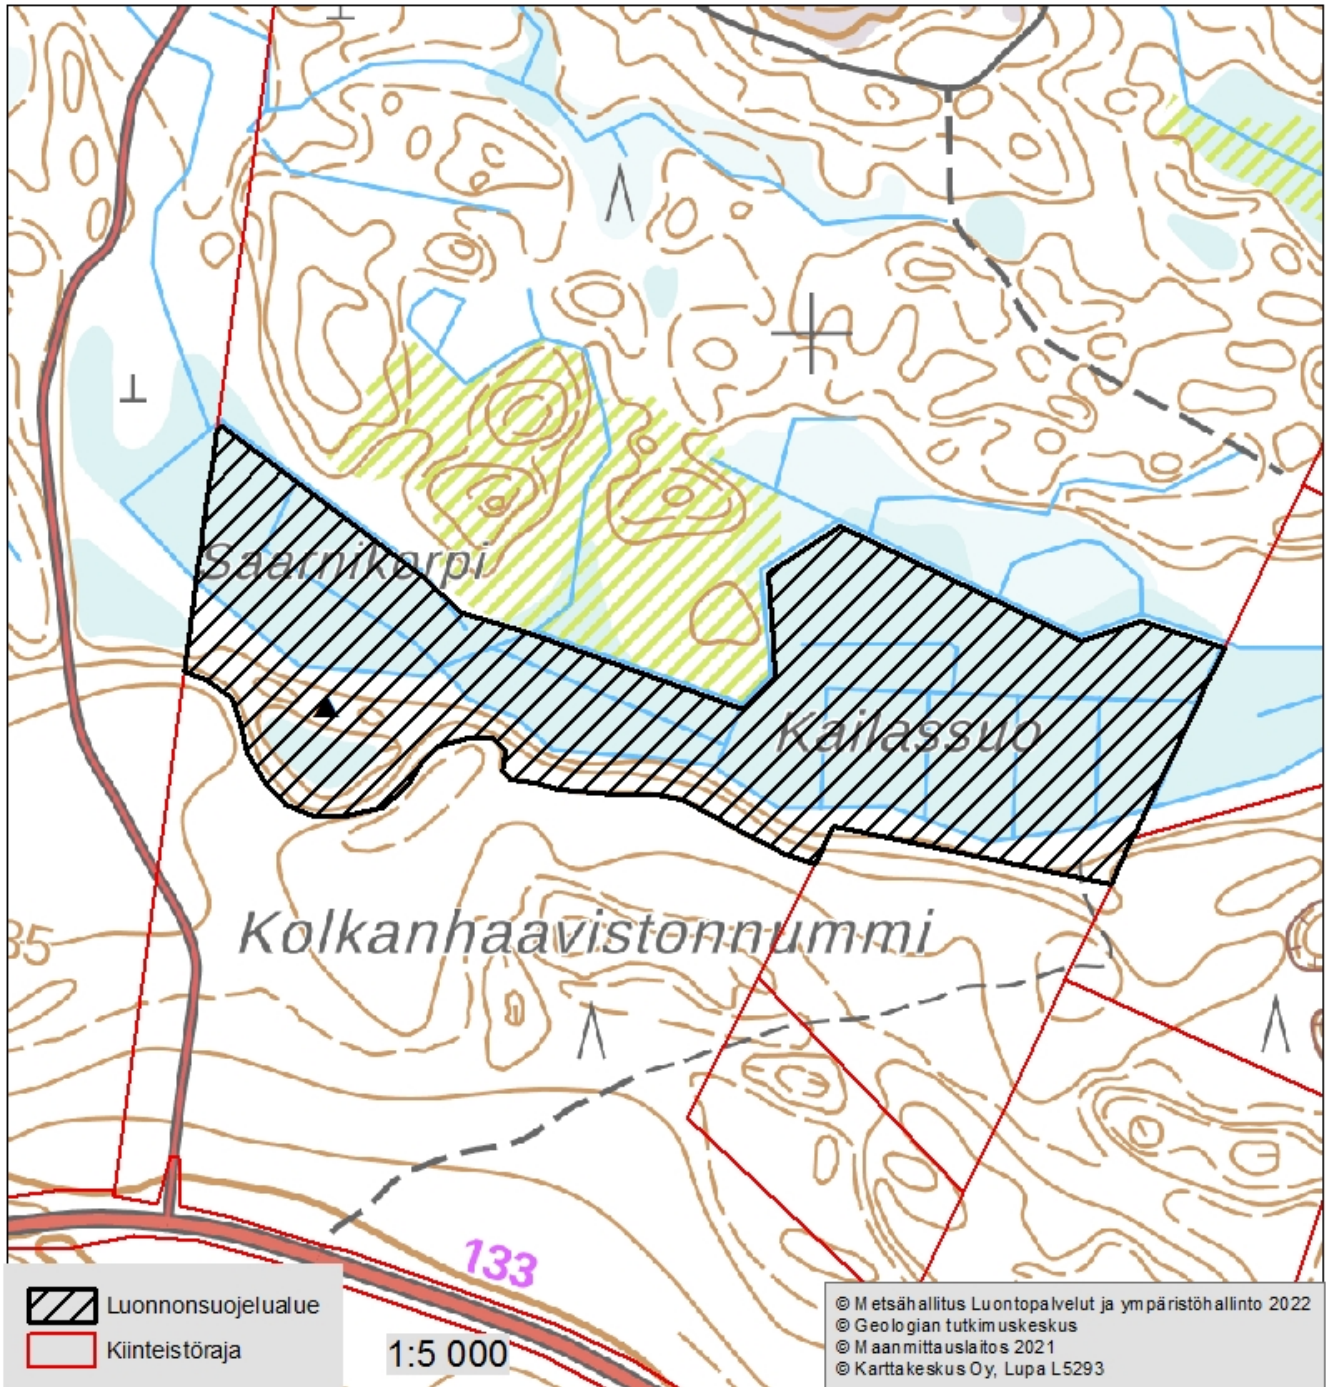 Saarnikorpi
Kailassuo
Kolkanhaavistonnummi
35
133
Luonnonsuojelualue
Kiinteistöraja
1:5 000
© Metsähallitus Luontopalvelut ja ympäristöhallinto 2022
© Geologian tutkimuskeskus
© Maanmittauslaitos 2021
© Karttakeskus Oy, Lupa L5293